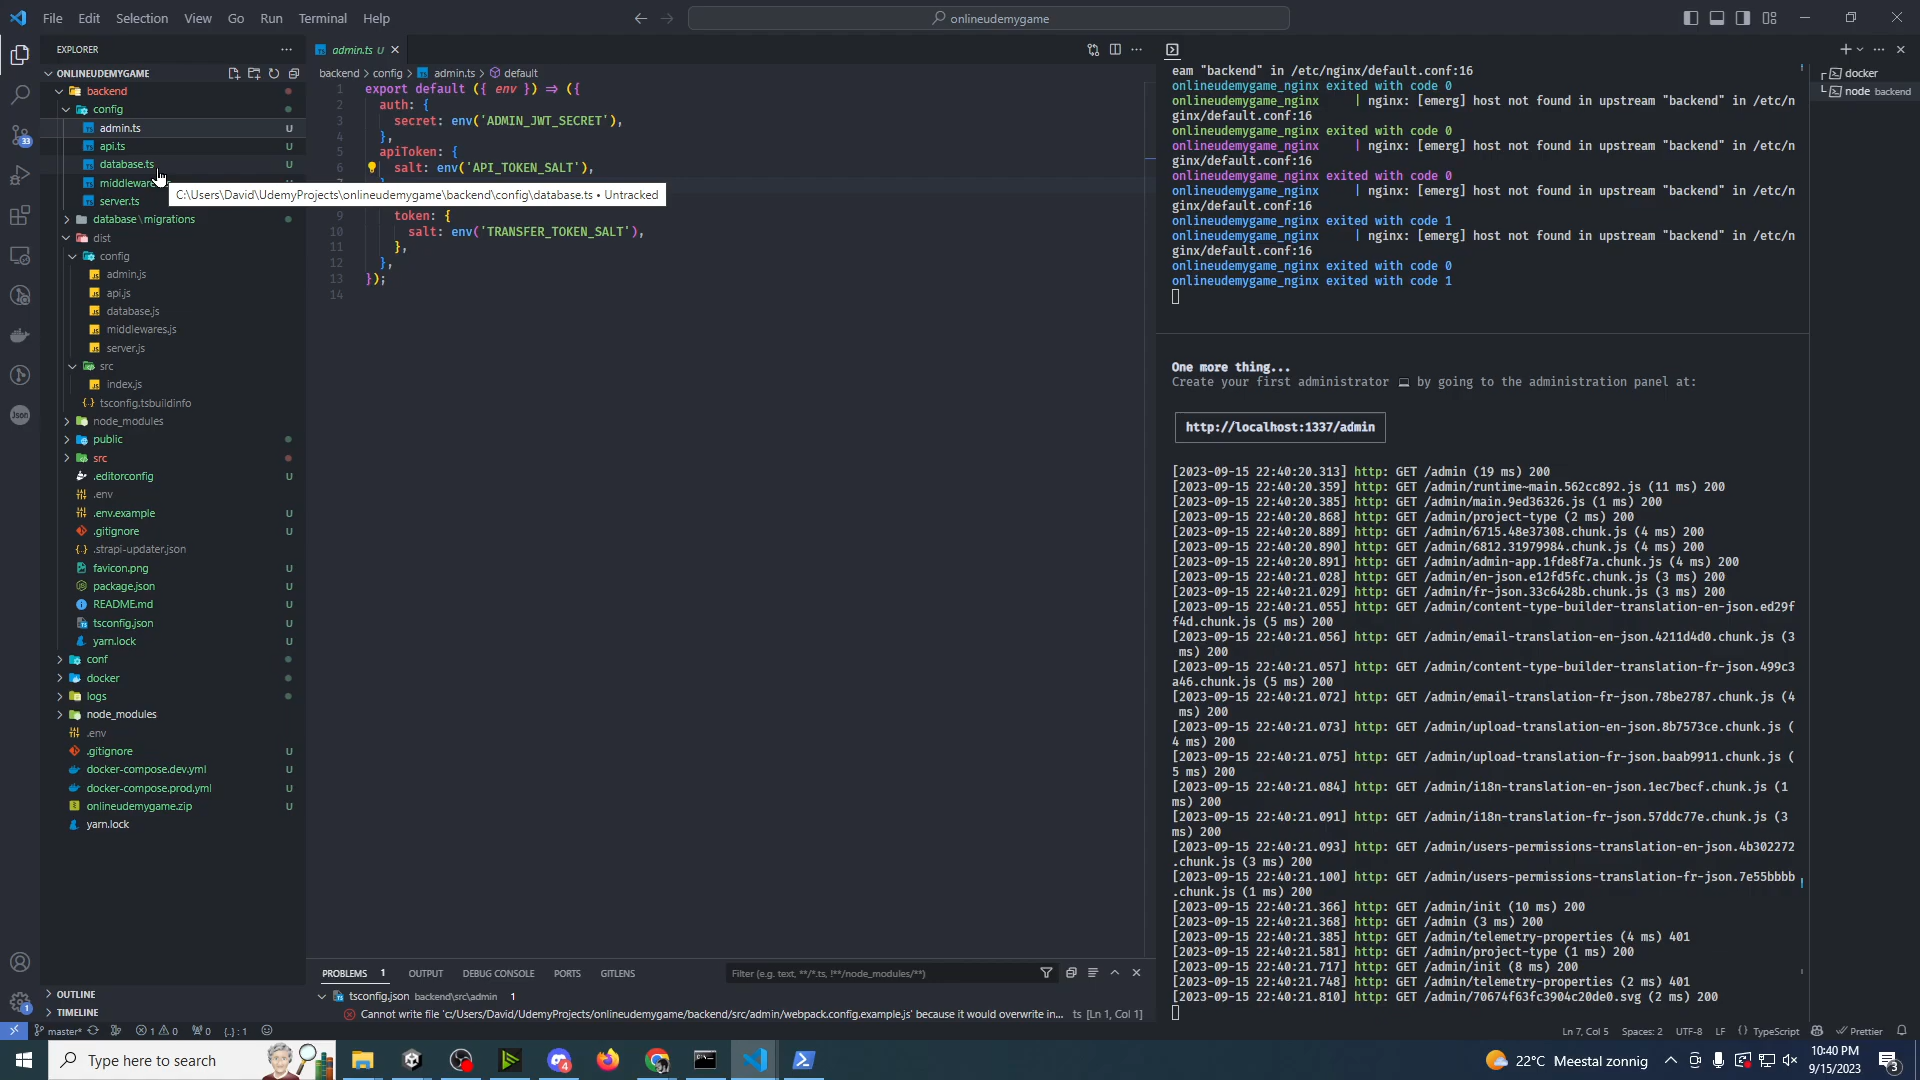 File Edit Selection View Go Run Terminal Help
onlineudemygame
EXPLORER
ONLINEUDEMYGAME
backend
config
admin.ts U
api.ts U
database.ts U
middleware
server.ts
database\migrations
dist
config
admin.js
api.js
database.js
middlewares.js
server.js
src
index.js
tsconfig.tsbuildinfo
node_modules
public
src
.editorconfig U
.env
.env.example U
.gitignore U
.strapi-updater.json
favicon.png U
package.json U
README.md U
tsconfig.json U
yarn.lock U
conf
docker
logs
node_modules
.env
.gitignore U
docker-compose.dev.yml U
docker-compose.prod.yml U
onlineudemygame.zip U
yarn.lock
OUTLINE
TIMELINE
admin.ts U
backend > config > admin.ts > default
1 export default ({ env }) => ({
2 auth: {
3 secret: env('ADMIN_JWT_SECRET'),
4 },
5 apiToken: {
6 salt: env('API_TOKEN_SALT'),
C:\Users\David\UdemyProjects\onlineudemygame\backend\config\database.ts • Untracked
9 token: {
10 salt: env('TRANSFER_TOKEN_SALT'),
11 },
12 },
13 });
14
PROBLEMS 1 OUTPUT DEBUG CONSOLE PORTS GITLENS
Filter (e.g. text, **/*.ts, !**/node_modules/**)
tsconfig.json backend\src\admin 1
Cannot write file 'c:/Users/David/UdemyProjects/onlineudemygame/backend/src/admin/webpack.config.example.js' because it would overwrite in... ts [Ln 1, Col 1]
eam "backend" in /etc/nginx/default.conf:16
onlineudemygame_nginx exited with code 0
onlineudemygame_nginx | nginx: [emerg] host not found in upstream "backend" in /etc/n
ginx/default.conf:16
onlineudemygame_nginx exited with code 0
onlineudemygame_nginx | nginx: [emerg] host not found in upstream "backend" in /etc/n
ginx/default.conf:16
onlineudemygame_nginx exited with code 0
onlineudemygame_nginx | nginx: [emerg] host not found in upstream "backend" in /etc/n
ginx/default.conf:16
onlineudemygame_nginx exited with code 1
onlineudemygame_nginx | nginx: [emerg] host not found in upstream "backend" in /etc/n
ginx/default.conf:16
onlineudemygame_nginx exited with code 0
onlineudemygame_nginx exited with code 1
One more thing...
Create your first administrator 💻 by going to the administration panel at:
http://localhost:1337/admin
[2023-09-15 22:40:20.313] http: GET /admin (19 ms) 200
[2023-09-15 22:40:20.359] http: GET /admin/runtime~main.562cc892.js (11 ms) 200
[2023-09-15 22:40:20.385] http: GET /admin/main.9ed36326.js (1 ms) 200
[2023-09-15 22:40:20.868] http: GET /admin/project-type (2 ms) 200
[2023-09-15 22:40:20.889] http: GET /admin/6715.48e37308.chunk.js (4 ms) 200
[2023-09-15 22:40:20.890] http: GET /admin/6812.31979984.chunk.js (4 ms) 200
[2023-09-15 22:40:20.891] http: GET /admin/admin-app.1fde8f7a.chunk.js (4 ms) 200
[2023-09-15 22:40:21.028] http: GET /admin/en-json.e12fd5fc.chunk.js (3 ms) 200
[2023-09-15 22:40:21.029] http: GET /admin/fr-json.33c6428b.chunk.js (3 ms) 200
[2023-09-15 22:40:21.055] http: GET /admin/content-type-builder-translation-en-json.ed29f
f4d.chunk.js (5 ms) 200
[2023-09-15 22:40:21.056] http: GET /admin/email-translation-en-json.4211d4d0.chunk.js (3
ms) 200
[2023-09-15 22:40:21.057] http: GET /admin/content-type-builder-translation-fr-json.499c3
a46.chunk.js (5 ms) 200
[2023-09-15 22:40:21.072] http: GET /admin/email-translation-fr-json.78be2787.chunk.js (4
ms) 200
[2023-09-15 22:40:21.073] http: GET /admin/upload-translation-en-json.8b7573ce.chunk.js (
4 ms) 200
[2023-09-15 22:40:21.075] http: GET /admin/upload-translation-fr-json.baab9911.chunk.js (
5 ms) 200
[2023-09-15 22:40:21.084] http: GET /admin/i18n-translation-en-json.1ec7becf.chunk.js (1
ms) 200
[2023-09-15 22:40:21.091] http: GET /admin/i18n-translation-fr-json.57ddc77e.chunk.js (3
ms) 200
[2023-09-15 22:40:21.093] http: GET /admin/users-permissions-translation-en-json.4b302272
.chunk.js (3 ms) 200
[2023-09-15 22:40:21.100] http: GET /admin/users-permissions-translation-fr-json.7e55bbbb
.chunk.js (1 ms) 200
[2023-09-15 22:40:21.366] http: GET /admin/init (10 ms) 200
[2023-09-15 22:40:21.368] http: GET /admin (3 ms) 200
[2023-09-15 22:40:21.385] http: GET /admin/telemetry-properties (4 ms) 401
[2023-09-15 22:40:21.581] http: GET /admin/project-type (1 ms) 200
[2023-09-15 22:40:21.717] http: GET /admin/init (8 ms) 200
[2023-09-15 22:40:21.748] http: GET /admin/telemetry-properties (2 ms) 401
[2023-09-15 22:40:21.810] http: GET /admin/70674f63fc3904c20de0.svg (2 ms) 200
docker
node backend
33
Json
1
master* 1 0 0 {..}: 1
Ln 7, Col 5 Spaces: 2 UTF-8 LF TypeScript Prettier
Type here to search
4
22°C Meestal zonnig
10:40 PM
9/15/2023
3